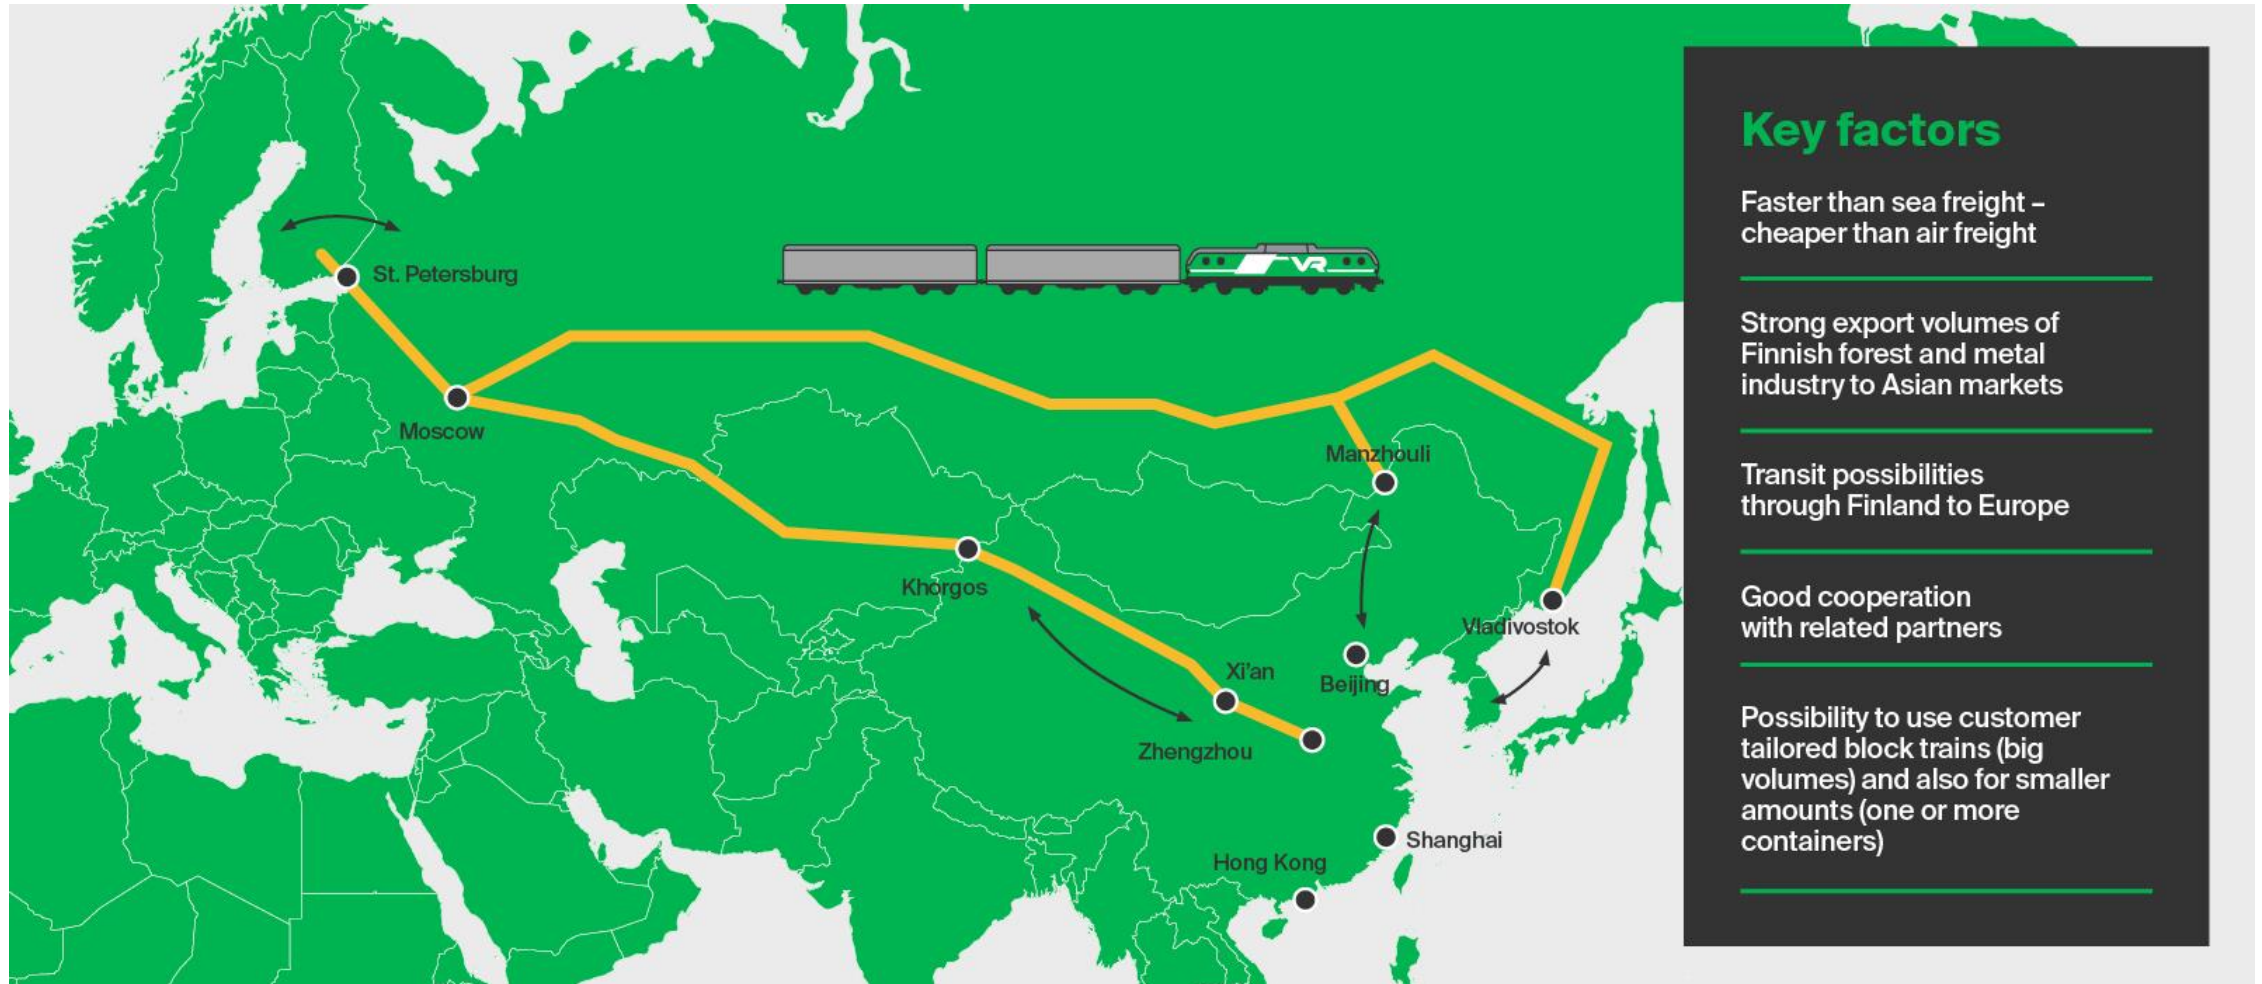 St. Petersburg
VR
Moscow
Manzhouli
Khorgos
Vladivostok
Xi'an
Beijing
Zhengzhou
Shanghai
Hong Kong
Key factors
Faster than sea freight –
cheaper than air freight
Strong export volumes of
Finnish forest and metal
industry to Asian markets
Transit possibilities
through Finland to Europe
Good cooperation
with related partners
Possibility to use customer
tailored block trains (big
volumes) and also for smaller
amounts (one or more
containers)